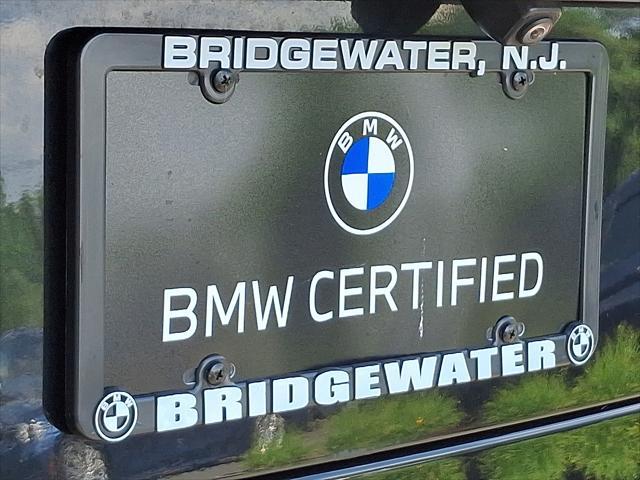 BRIDGEWATER, N.J.
BMW
BMW CERTIFIED
BRIDGEWATER
BMW
BMW